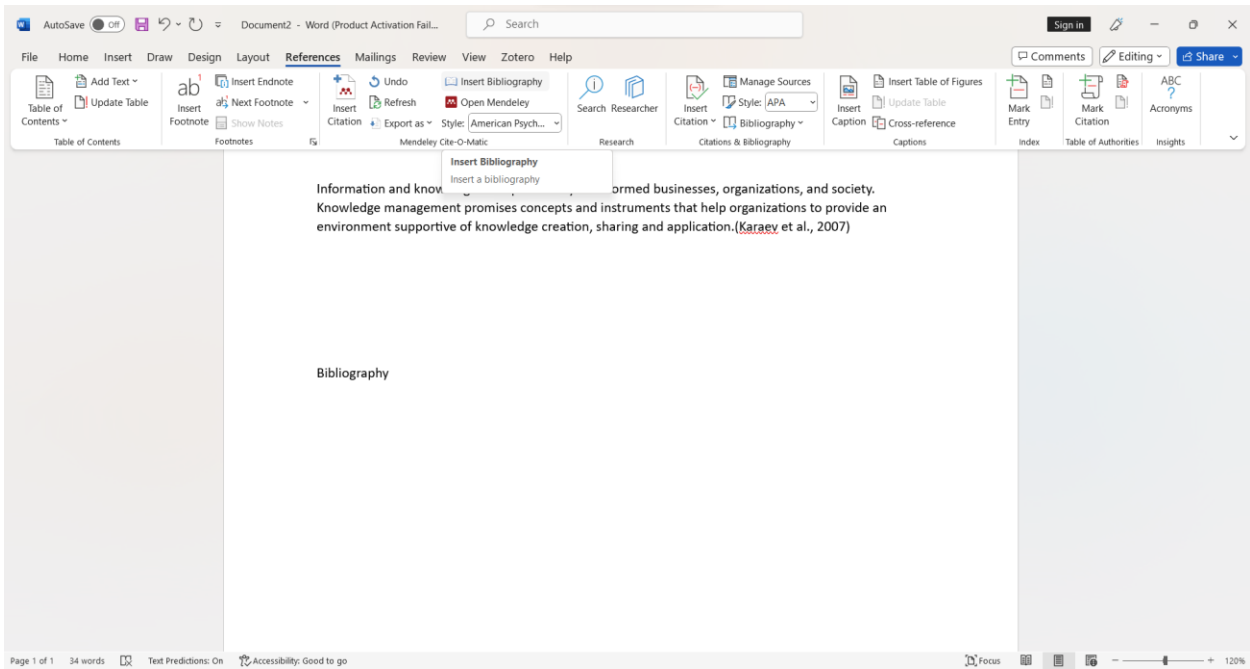 AutoSave Off Document2 - Word (Product Activation Fail... Search Sign in
File Home Insert Draw Design Layout References Mailings Review View Zotero Help Comments Editing Share
Table of Contents
Add Text
Update Table
Table of Contents
ab1 Insert Footnote
Insert Endnote
Next Footnote
Show Notes
Footnotes
Insert Citation
Undo
Refresh
Export as
Insert Bibliography
Open Mendeley
Style: American Psych...
Mendeley Cite-O-Matic
Search Researcher
Research
Insert Citation
Manage Sources
Style: APA
Bibliography
Citations & Bibliography
Insert Caption
Insert Table of Figures
Update Table
Cross-reference
Captions
Mark Entry
Index
Mark Citation
Table of Authorities
ABC ? Acronyms
Insights
Insert Bibliography
Insert a bibliography
Information and ormed businesses, organizations, and society.
Knowledge management promises concepts and instruments that help organizations to provide an
environment supportive of knowledge creation, sharing and application.(Karaev et al., 2007)
Bibliography
Page 1 of 1 34 words Text Predictions: On Accessibility: Good to go Focus 120%